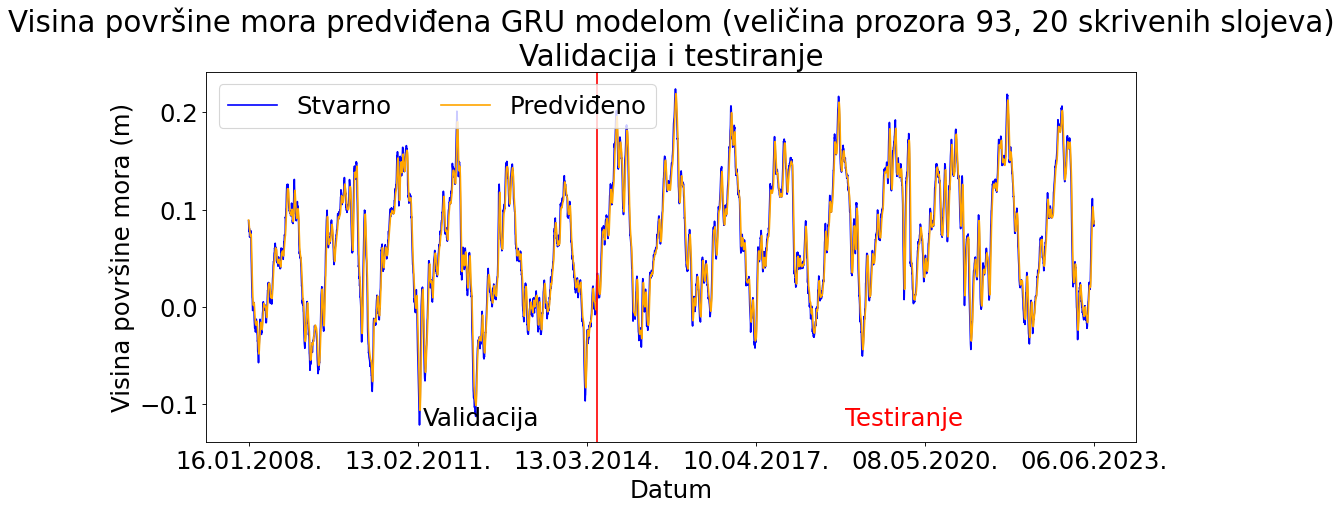 Visina površine mora predviđena GRU modelom (veličina prozora 93, 20 skrivenih slojeva)
Validacija i testiranje
Stvarno
Predviđeno
Visina površine mora (m)
0.2
0.1
0.0
−0.1
Validacija
Testiranje
16.01.2008.
13.02.2011.
13.03.2014.
10.04.2017.
08.05.2020.
06.06.2023.
Datum